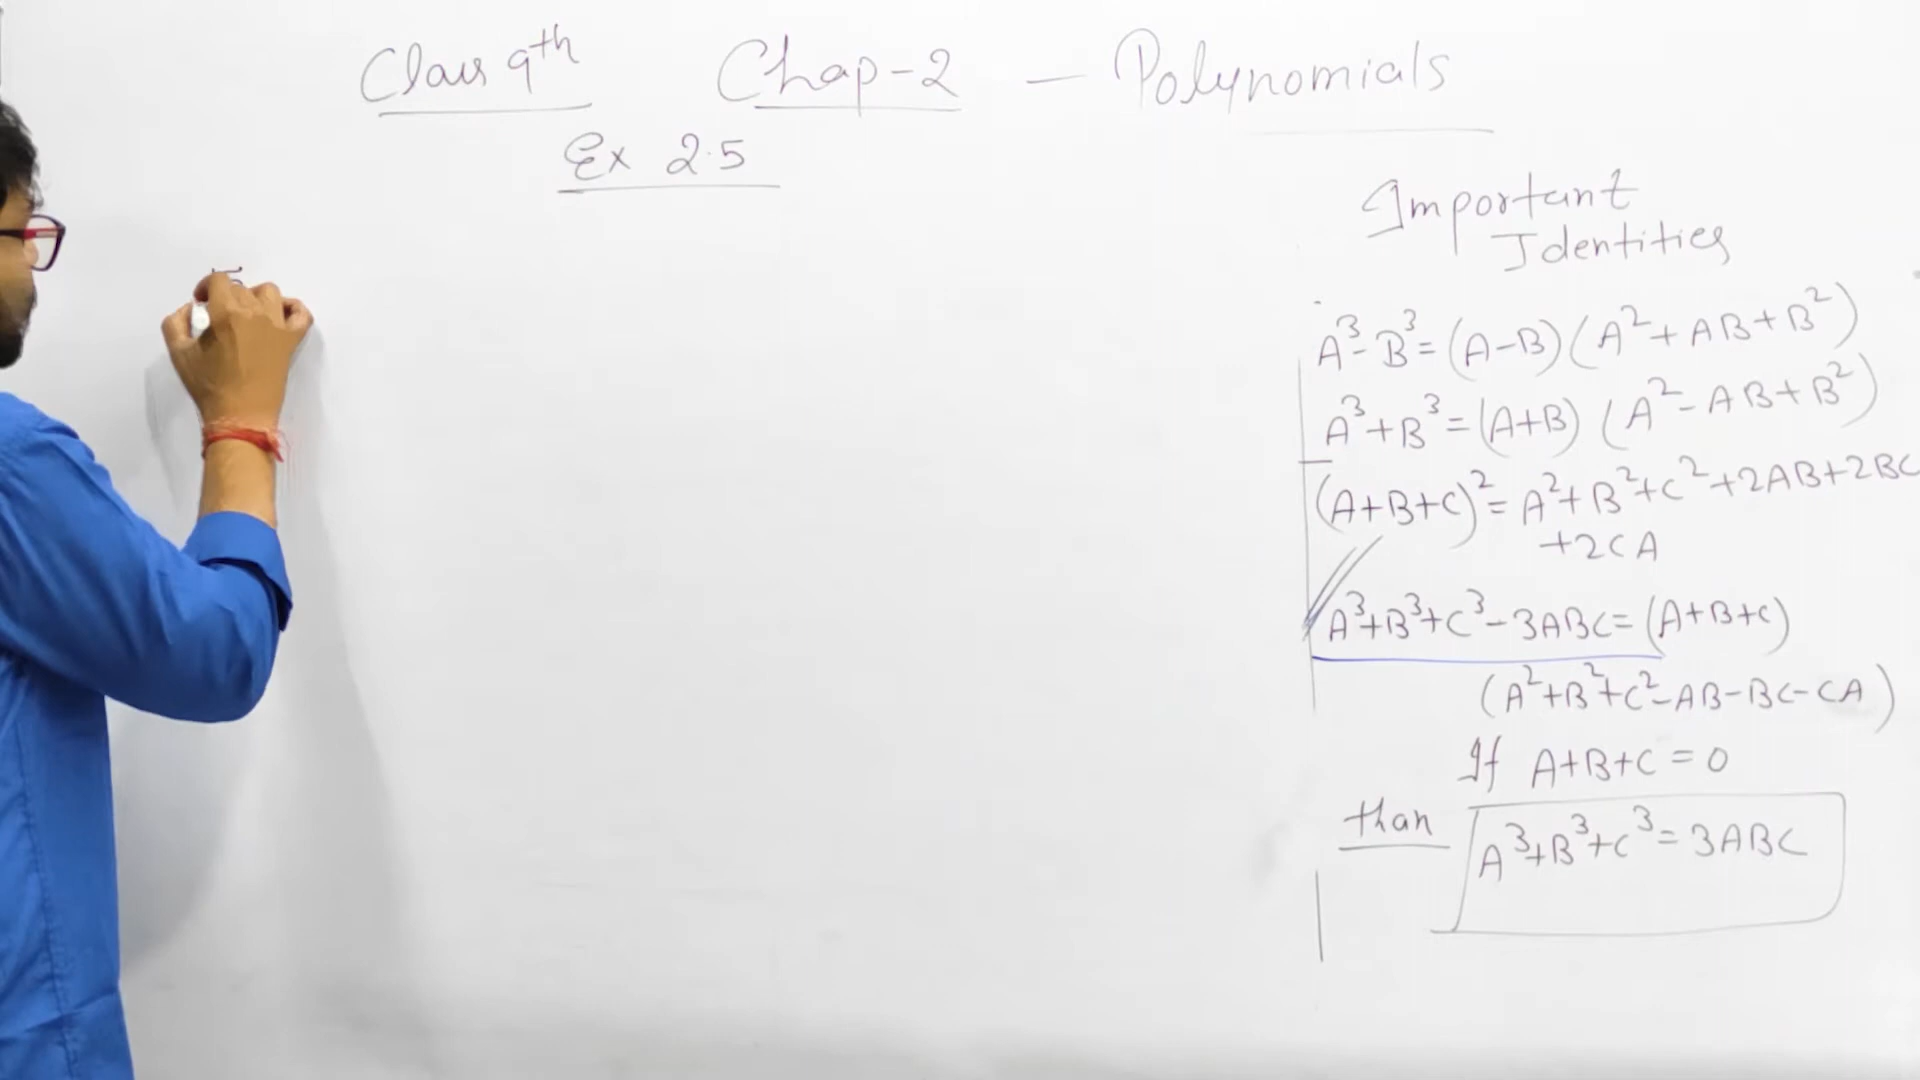 Class 9th Chap-2 — Polynomials
Ex 2.5
Important
Identities
A³-B³=(A-B)(A²+AB+B²)
A³+B³=(A+B)(A²-AB+B²)
(A+B+C)²=A²+B²+C²+2AB+2BC
+2CA
A³+B³+C³-3ABC=(A+B+C)
(A²+B²+C²-AB-BC-CA)
If A+B+C=0
than A³+B³+C³=3ABC